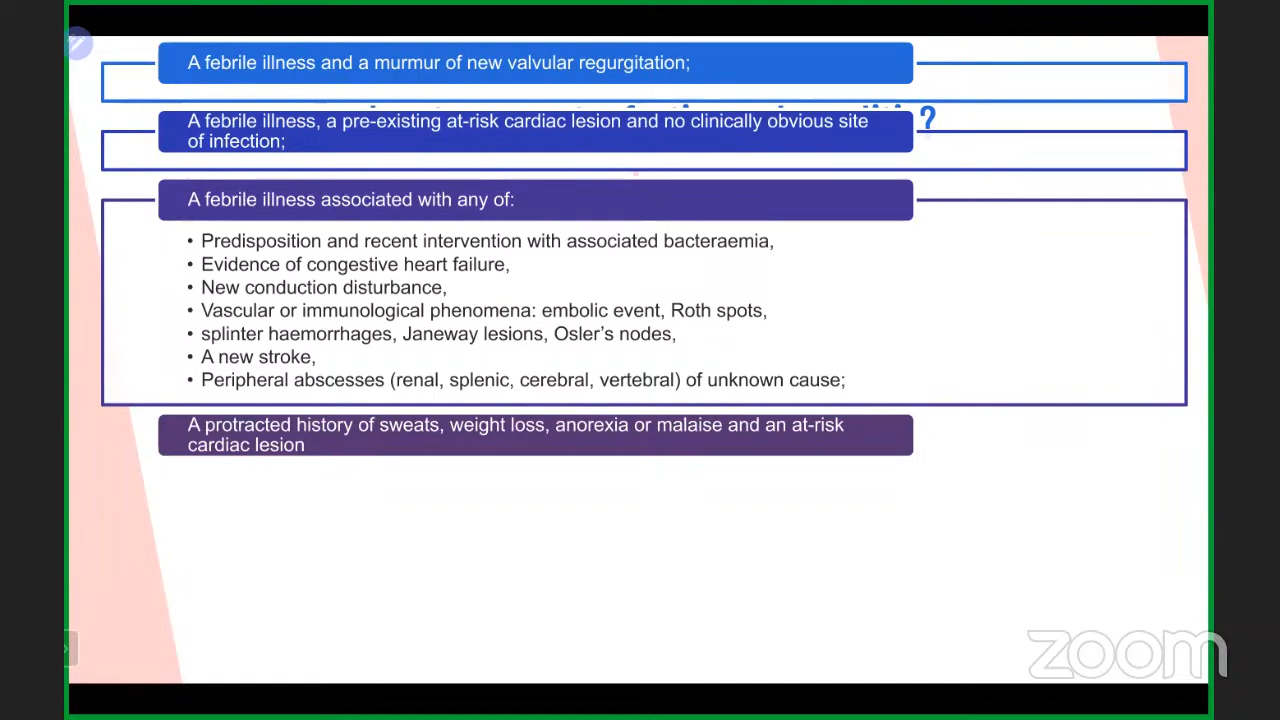 A febrile illness and a murmur of new valvular regurgitation;
?
A febrile illness, a pre-existing at-risk cardiac lesion and no clinically obvious site
of infection;
A febrile illness associated with any of:
• Predisposition and recent intervention with associated bacteraemia,
• Evidence of congestive heart failure,
• New conduction disturbance,
• Vascular or immunological phenomena: embolic event, Roth spots,
• splinter haemorrhages, Janeway lesions, Osler’s nodes,
• A new stroke,
• Peripheral abscesses (renal, splenic, cerebral, vertebral) of unknown cause;
A protracted history of sweats, weight loss, anorexia or malaise and an at-risk
cardiac lesion
zoom